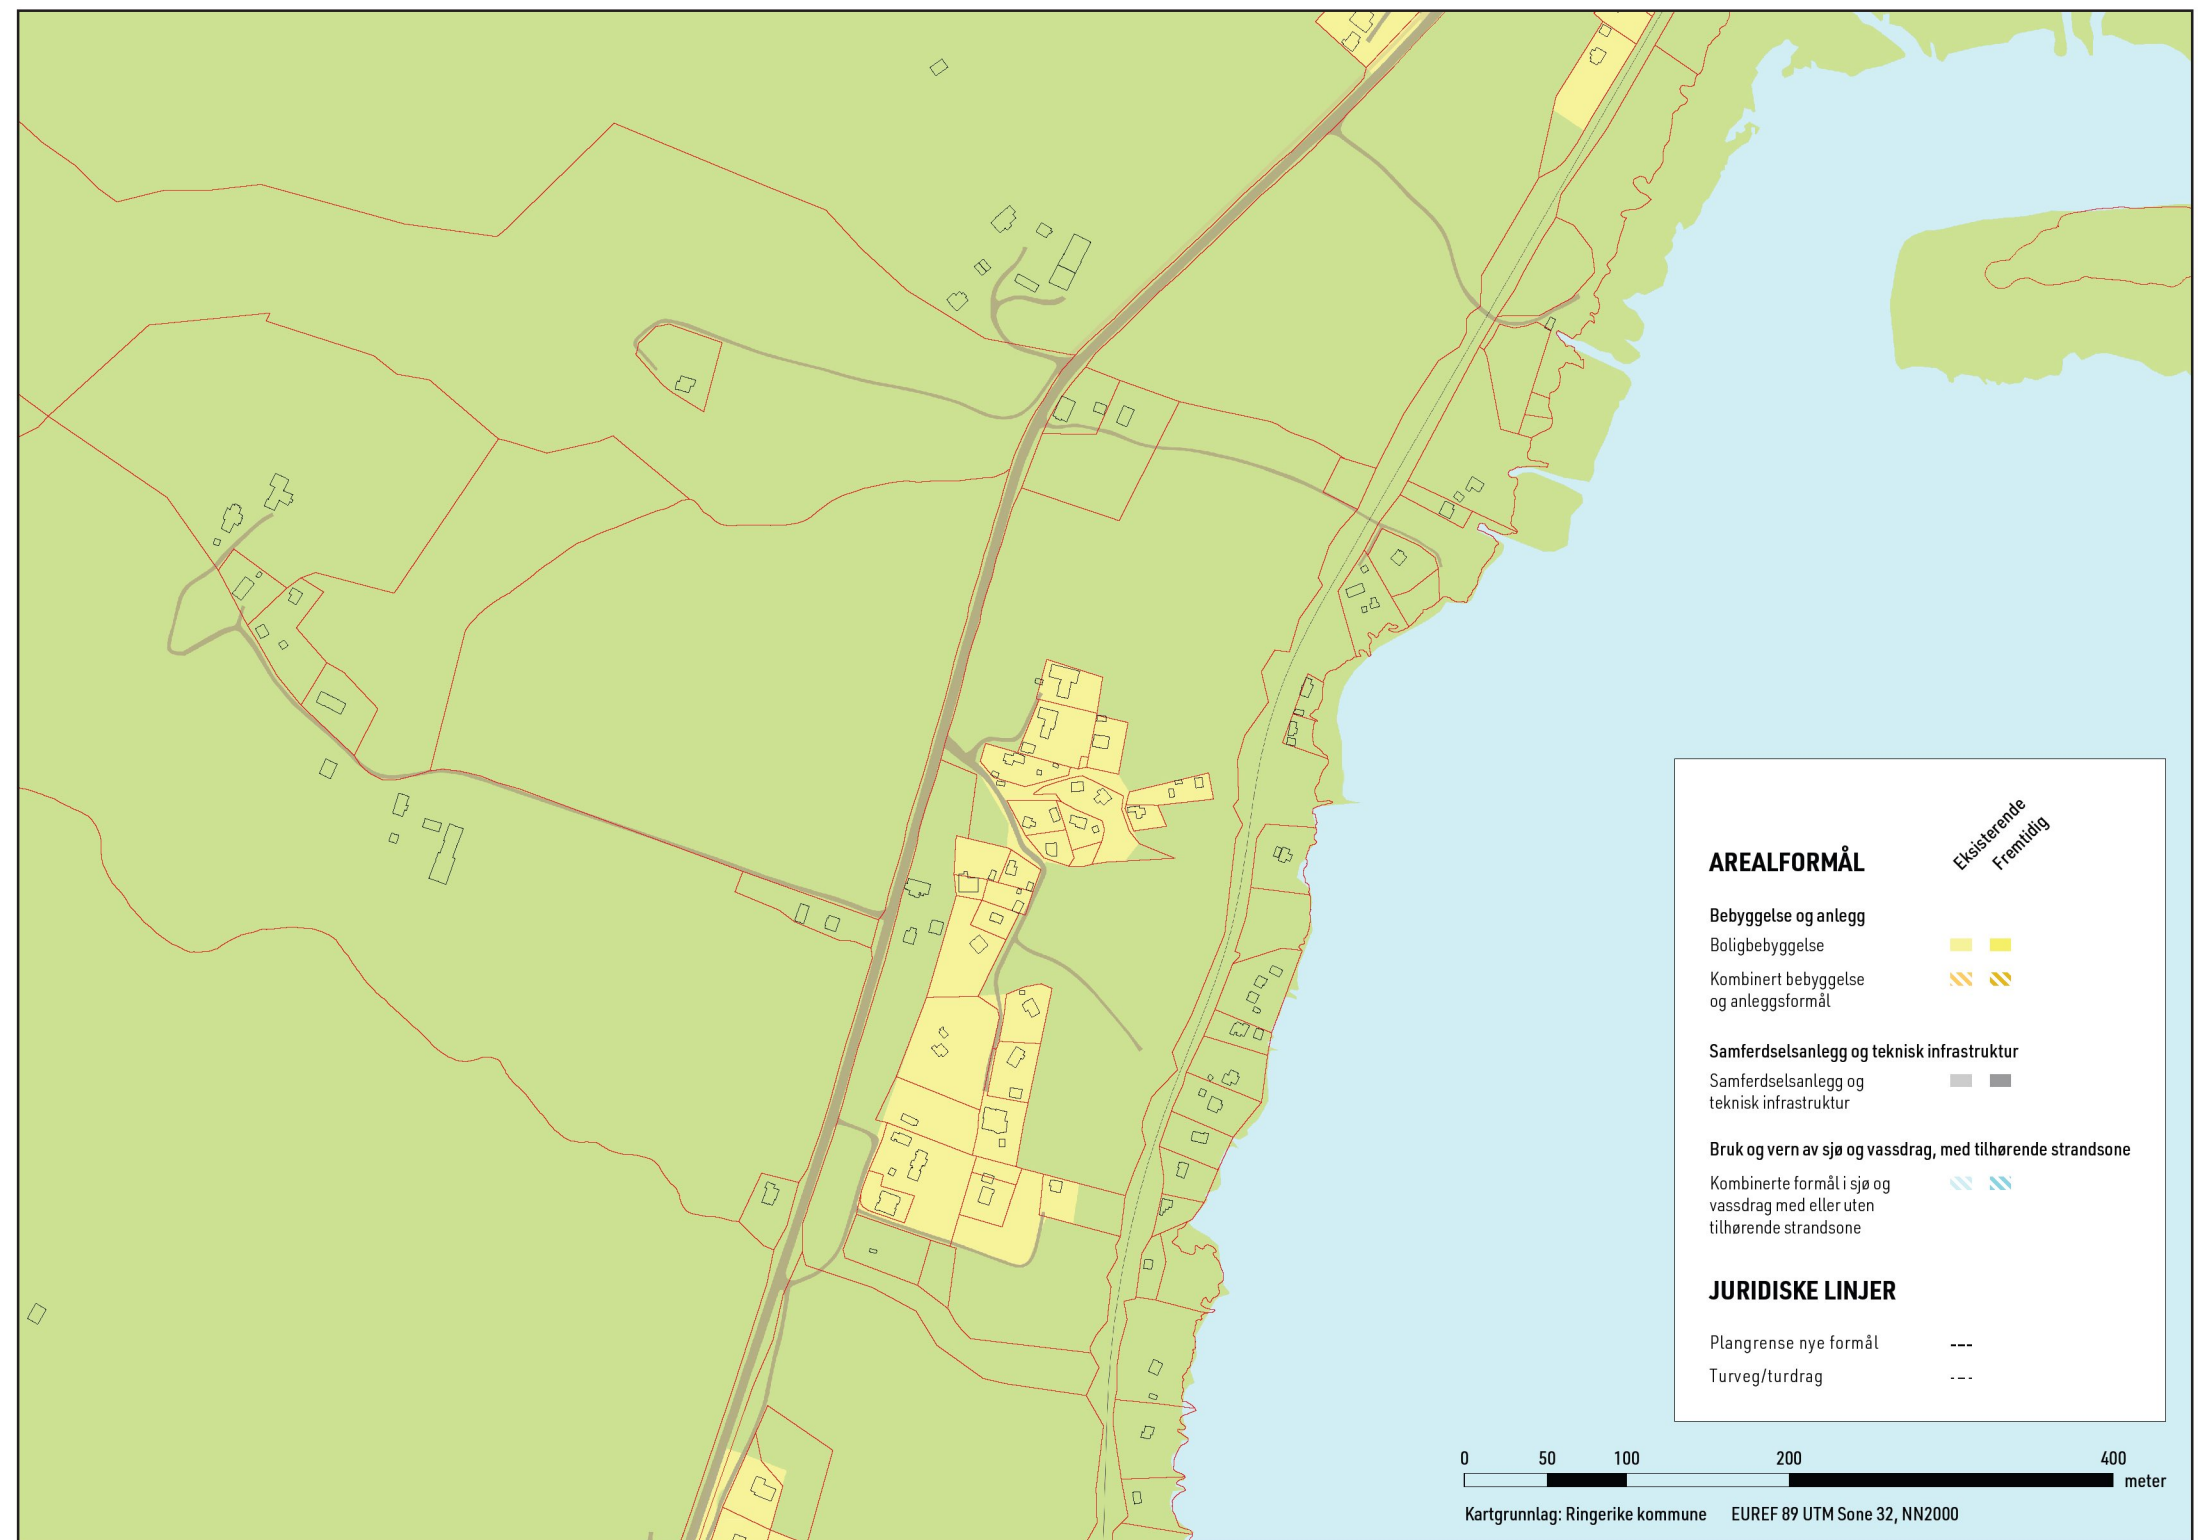 Eksisterende
Fremtidig
AREALFORMÅL
Bebyggelse og anlegg
Boligbebyggelse
Kombinert bebyggelse
og anleggsformål
Samferdselsanlegg og teknisk infrastruktur
Samferdselsanlegg og
teknisk infrastruktur
Bruk og vern av sjø og vassdrag, med tilhørende strandsone
Kombinerte formål i sjø og
vassdrag med eller uten
tilhørende strandsone
JURIDISKE LINJER
Plangrense nye formål
Turveg/turdrag
0 50 100 200 400
meter
Kartgrunnlag: Ringerike kommune EUREF 89 UTM Sone 32, NN2000